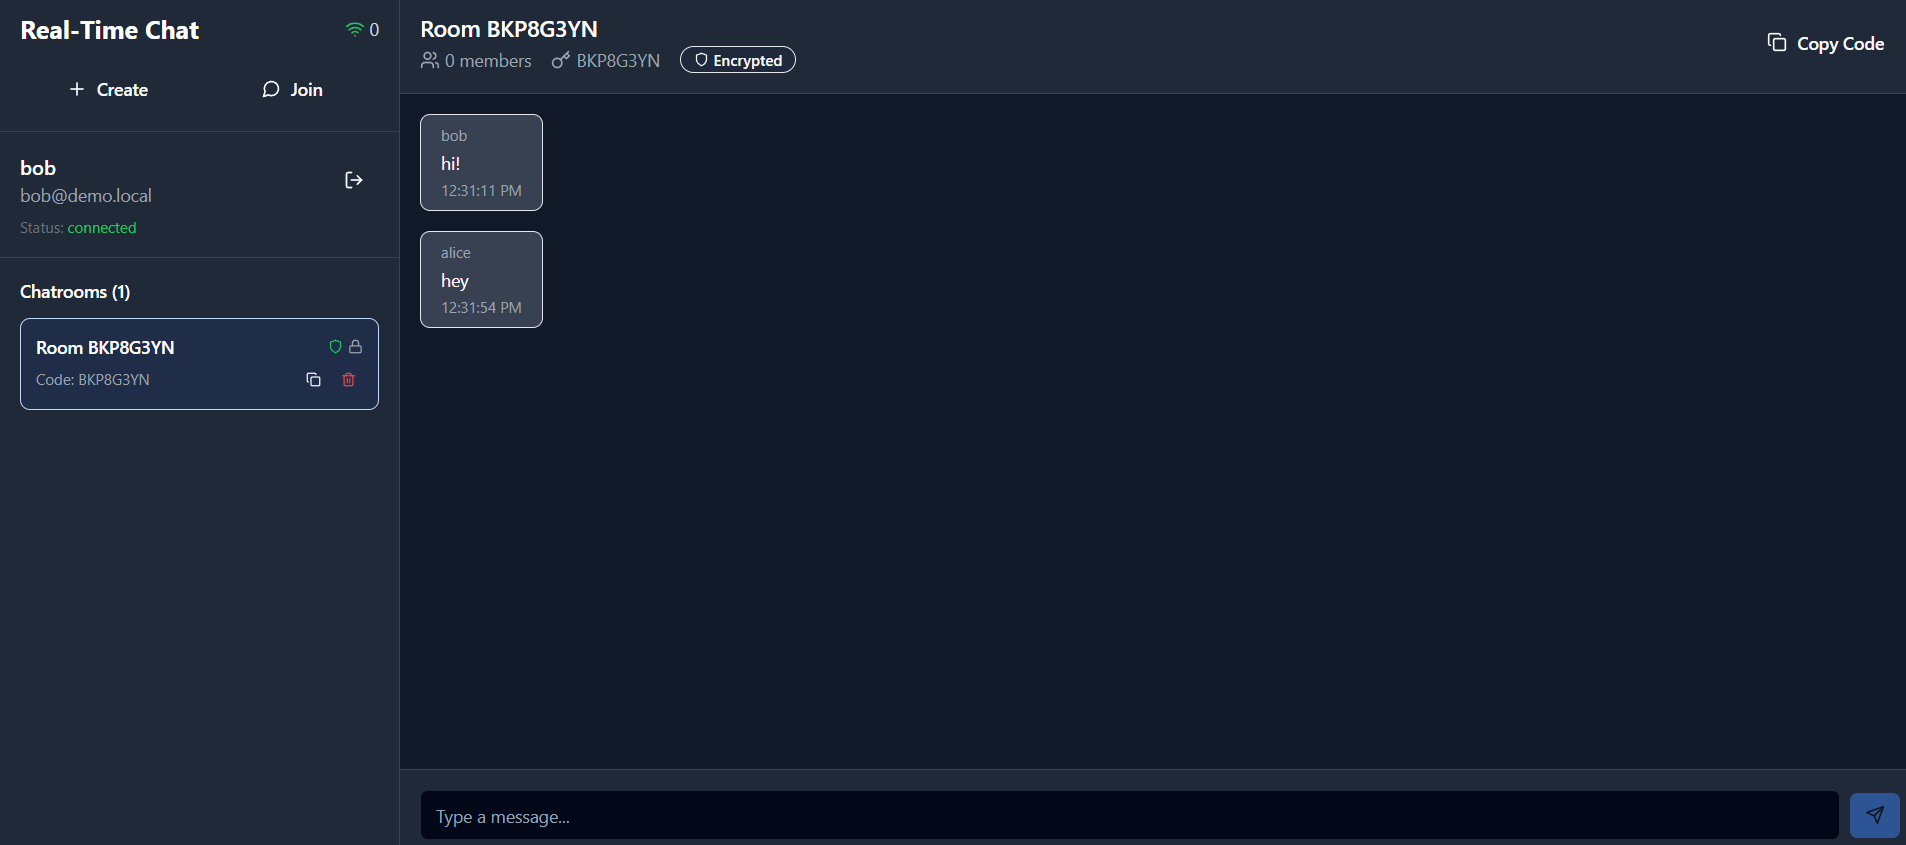 Real-Time Chat
0
Create
Join
bob
bob@demo.local
Status: connected
Chatrooms (1)
Room BKP8G3YN
Code: BKP8G3YN
Room BKP8G3YN
0 members
BKP8G3YN
Encrypted
Copy Code
bob
hi!
12:31:11 PM
alice
hey
12:31:54 PM
Type a message...